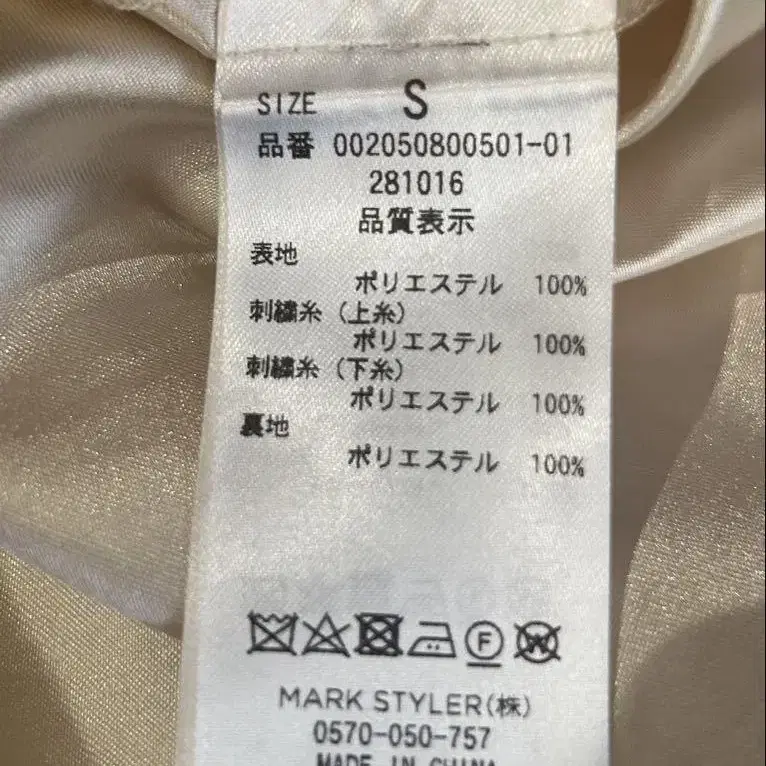 SIZE S
品番 002050800501-01
281016
品質表示
表地
ポリエステル 100%
刺繍糸(上糸)
ポリエステル 100%
刺繍糸(下糸)
ポリエステル 100%
裏地
ポリエステル 100%
F W
MARK STYLER(株)
0570-050-757
MADE IN CHINA